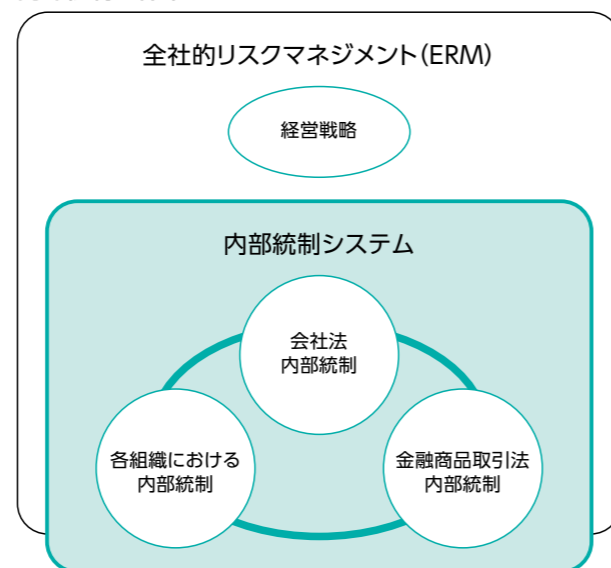 全社的リスクマネジメント(ERM)
経営戦略
内部統制システム
会社法
内部統制
各組織における
内部統制
金融商品取引法
内部統制